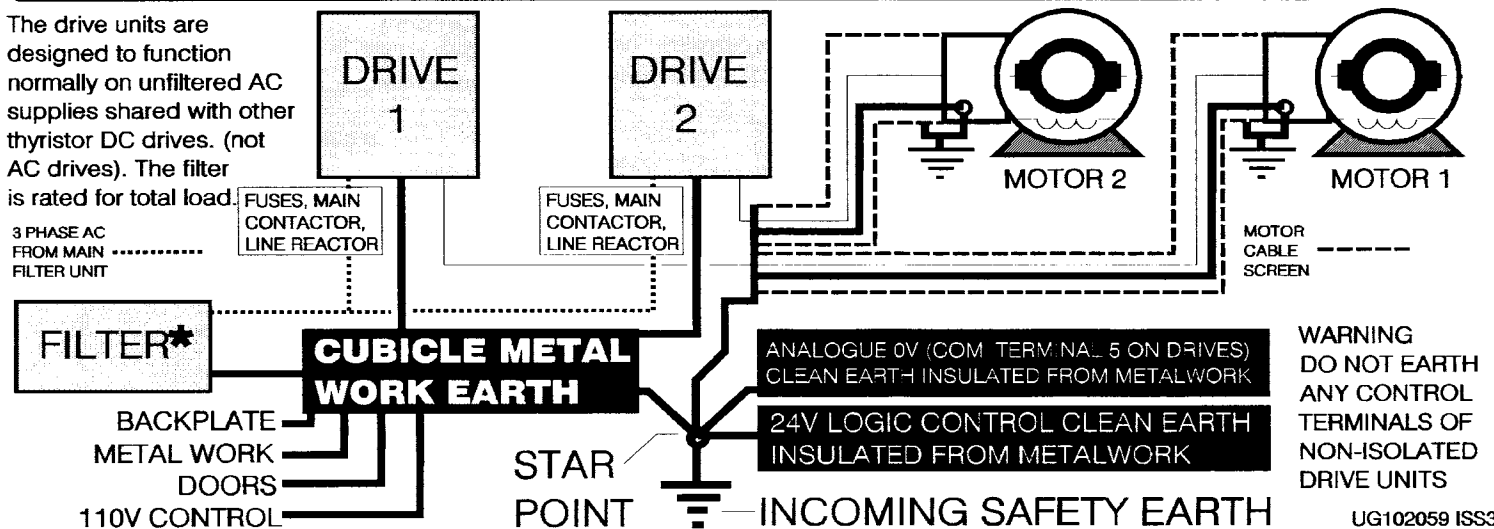 The drive units are
designed to function
normally on unfiltered AC
supplies shared with other
thyristor DC drives. (not
AC drives). The filter
is rated for total load.
DRIVE
1
DRIVE
2
MOTOR 2
MOTOR 1
FUSES, MAIN
CONTACTOR,
LINE REACTOR
FUSES, MAIN
CONTACTOR,
LINE REACTOR
3 PHASE AC
FROM MAIN
FILTER UNIT
MOTOR
CABLE
SCREEN
FILTER*
CUBICLE METAL
WORK EARTH
ANALOGUE 0V (COM TERMINAL 5 ON DRIVES)
CLEAN EARTH INSULATED FROM METALWORK
24V LOGIC CONTROL CLEAN EARTH
INSULATED FROM METALWORK
WARNING
DO NOT EARTH
ANY CONTROL
TERMINALS OF
NON-ISOLATED
DRIVE UNITS
BACKPLATE
METAL WORK
DOORS
110V CONTROL
STAR
POINT
INCOMING SAFETY EARTH
UG102059 ISS3